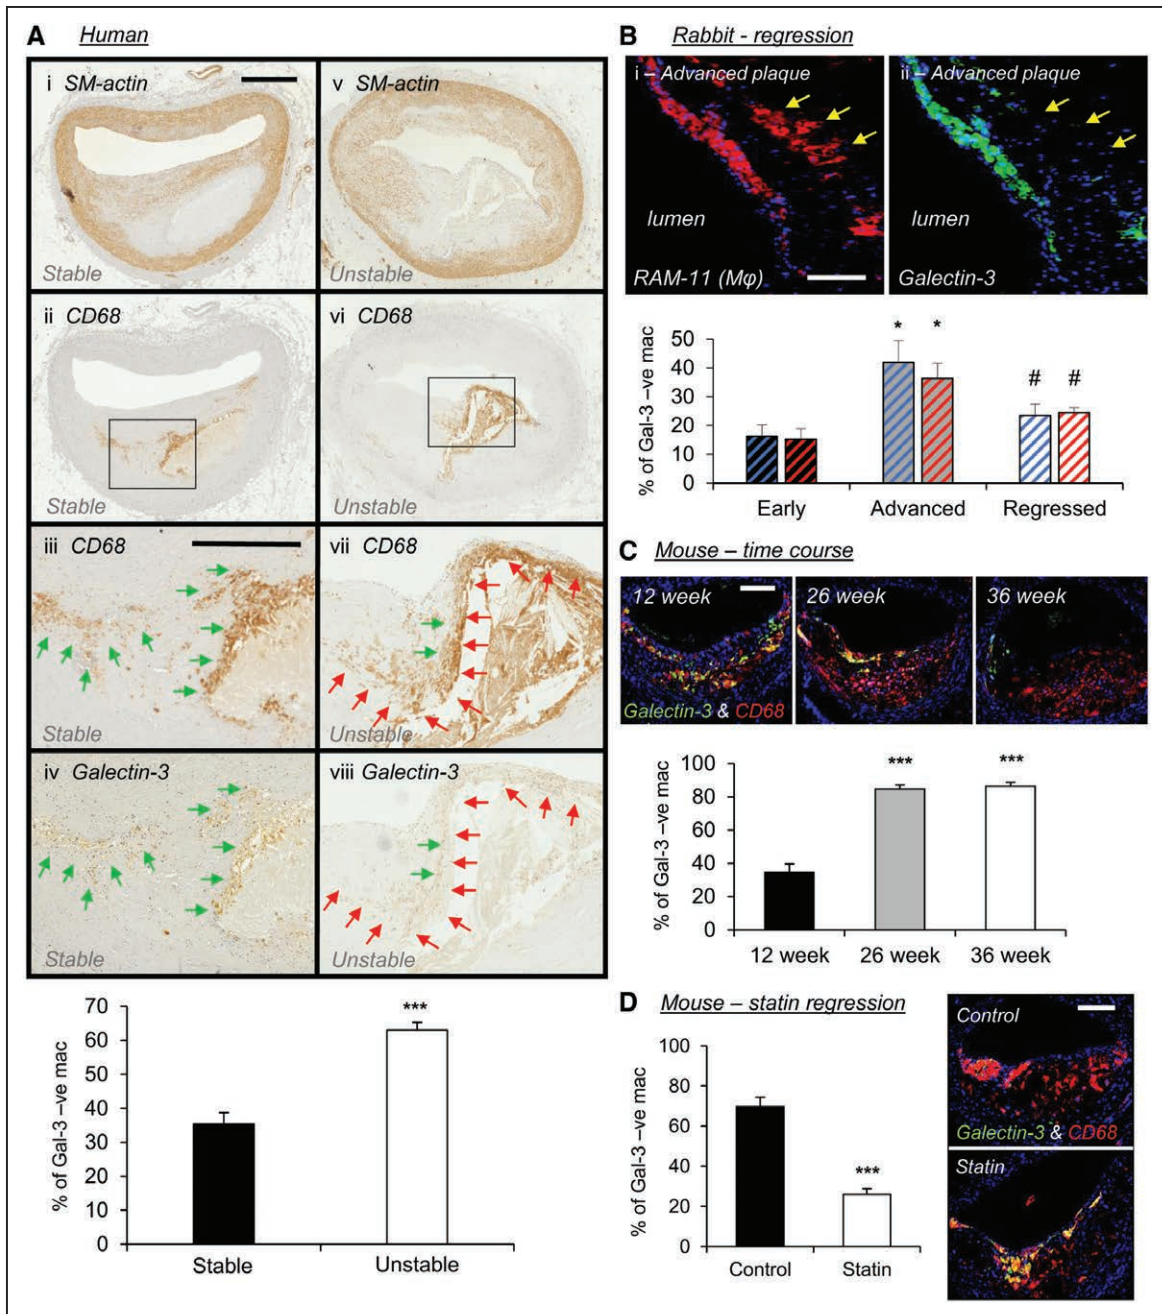 A Human
i SM-actin
Stable
v SM-actin
Unstable
ii CD68
Stable
vi CD68
Unstable
iii CD68
Stable
vii CD68
Unstable
iv Galectin-3
Stable
viii Galectin-3
Unstable
% of Gal-3 –ve mac
70
60
50
40
30
20
10
0
***
Stable
Unstable
B Rabbit - regression
i – Advanced plaque
lumen
RAM-11 (Mφ)
ii – Advanced plaque
lumen
Galectin-3
% of Gal-3 –ve mac
50
40
30
20
10
0
* *
# #
Early
Advanced
Regressed
C Mouse – time course
12 week
Galectin-3 & CD68
26 week
36 week
% of Gal-3 –ve mac
100
80
60
40
20
0
***
***
12 week
26 week
36 week
D Mouse – statin regression
% of Gal-3 –ve mac
100
80
60
40
20
0
***
Control
Statin
Control
Galectin-3 & CD68
Statin